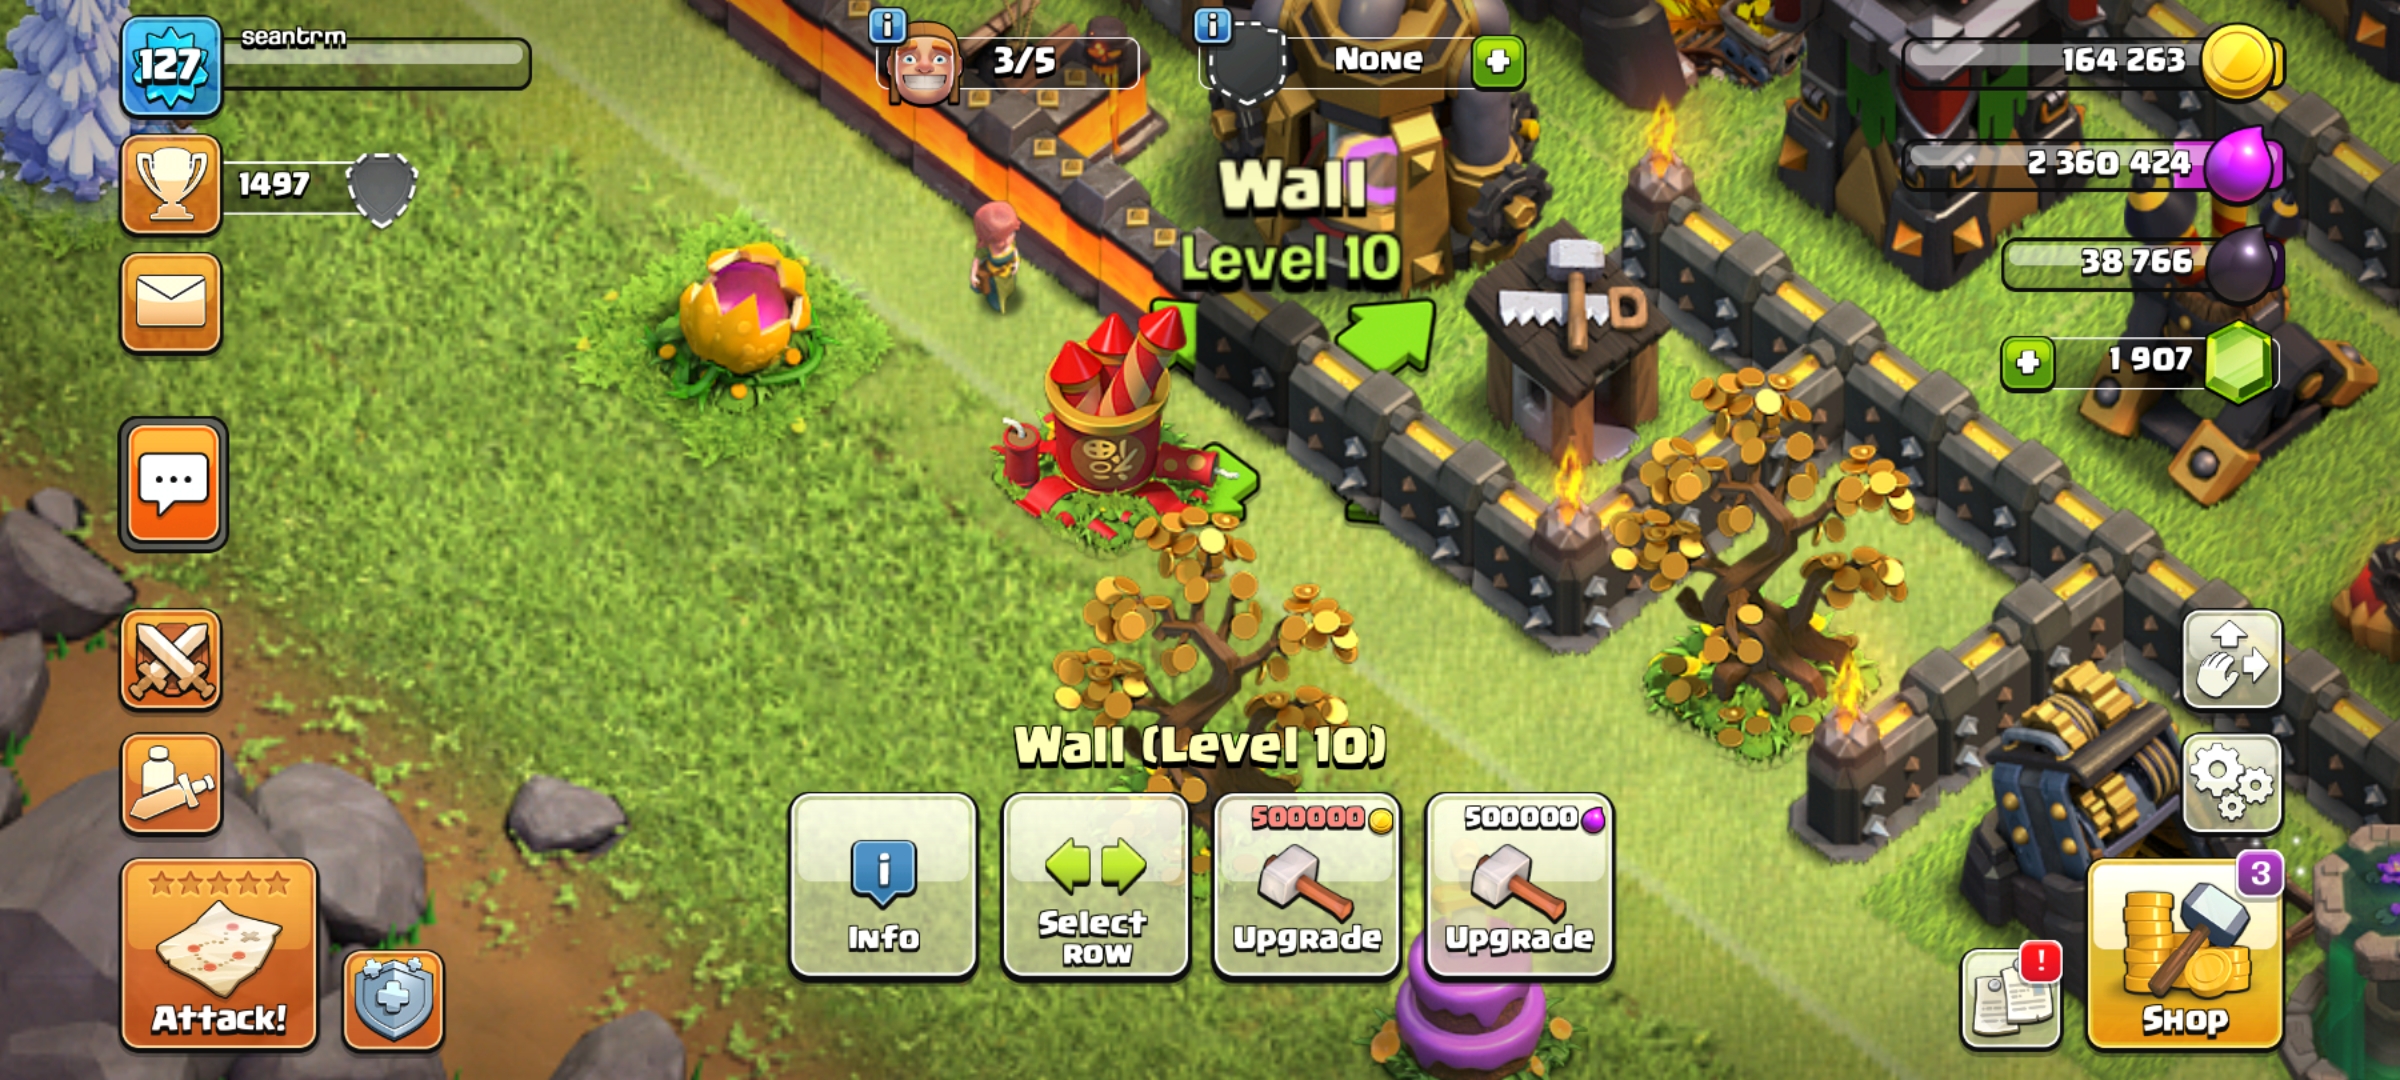 127
seantrm
3/5
None
164 263
1497
2 360 424
Wall
Level 10
38 766
1 907
Wall (Level 10)
500000
500000
Info
Select
Row
Upgrade
Upgrade
3
!
Attack!
Shop